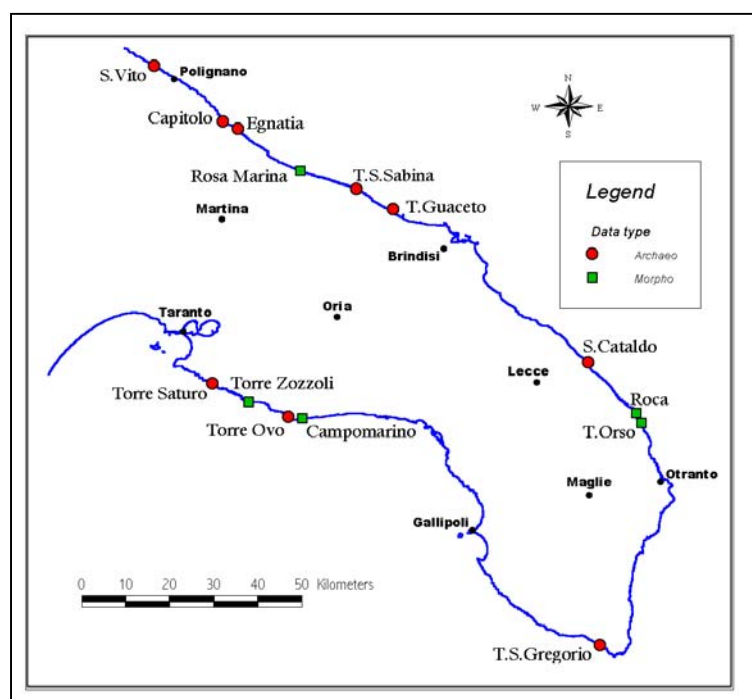 S.Vito
Polignano
Capitolo
Egnatia
N
W
E
S
Rosa Marina
T.S.Sabina
T.Guaceto
Martina
Brindisi
Legend
Data type
Archaeo
Morpho
Taranto
Oria
S.Cataldo
Lecce
Torre Saturo
Torre Zozzoli
Roca
Torre Ovo
Campomarino
T.Orso
Otranto
Maglie
Gallipoli
0 10 20 30 40 50 Kilometers
T.S.Gregorio